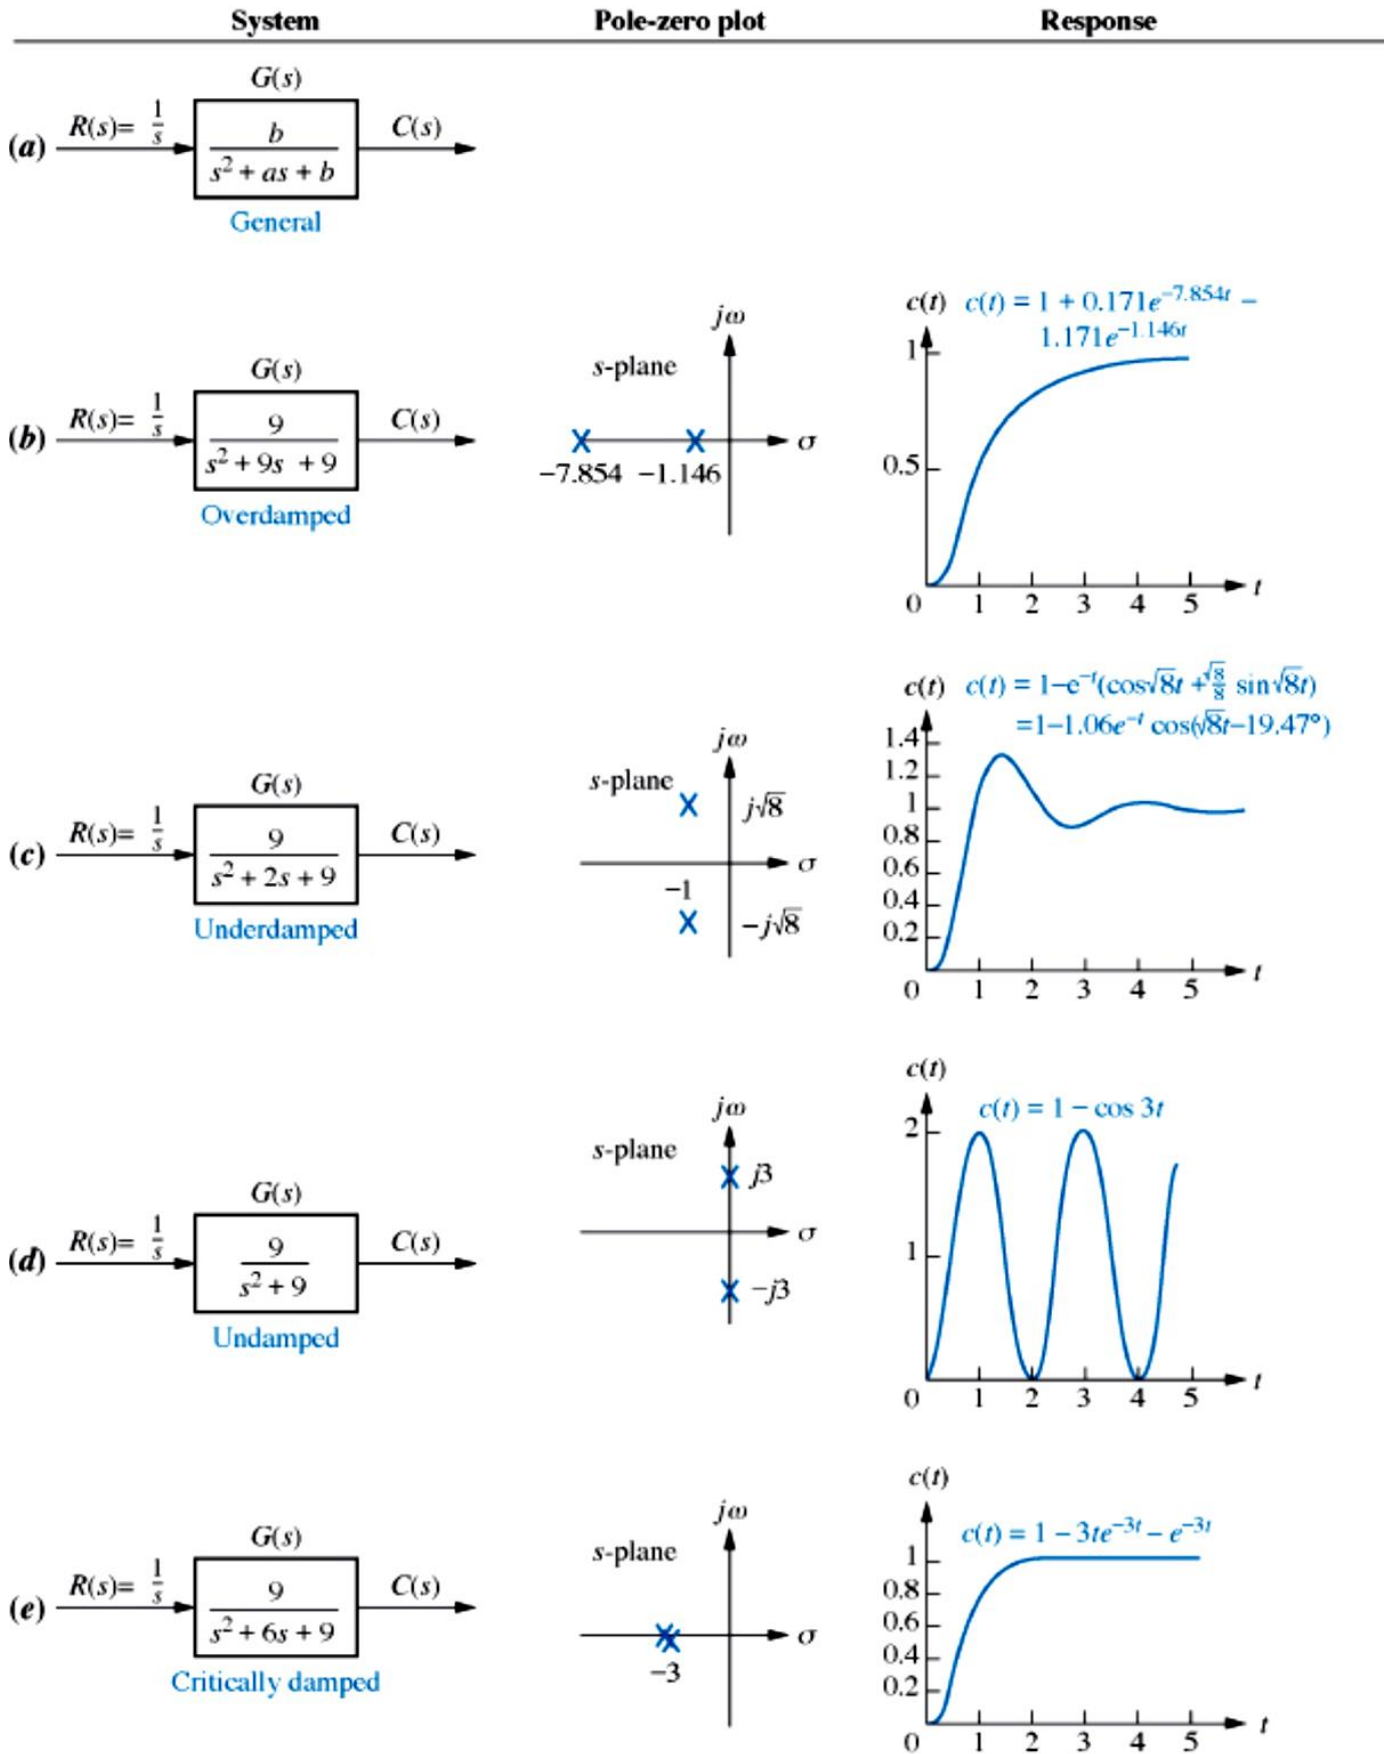 System Pole-zero plot Response
G(s)
(a) R(s)= 1/s b/(s² + as + b) C(s)
General
G(s)
(b) R(s)= 1/s 9/(s² + 9s + 9) C(s)
Overdamped
jω
s-plane
σ
−7.854 −1.146
c(t) c(t) = 1 + 0.171e^−7.854t −
1.171e^−1.146t
1
0.5
0 1 2 3 4 5 t
G(s)
(c) R(s)= 1/s 9/(s² + 2s + 9) C(s)
Underdamped
jω
s-plane
j√8
σ
−1
−j√8
c(t) c(t) = 1−e^−t(cos√8t + √8/8 sin√8t)
=1−1.06e^−t cos(√8t−19.47°)
1.4
1.2
1
0.8
0.6
0.4
0.2
0 1 2 3 4 5 t
G(s)
(d) R(s)= 1/s 9/(s² + 9) C(s)
Undamped
jω
s-plane
j3
σ
−j3
c(t)
c(t) = 1 − cos 3t
2
1
0 1 2 3 4 5 t
G(s)
(e) R(s)= 1/s 9/(s² + 6s + 9) C(s)
Critically damped
jω
s-plane
σ
−3
c(t)
c(t) = 1 − 3te^−3t − e^−3t
1
0.8
0.6
0.4
0.2
0 1 2 3 4 5 t